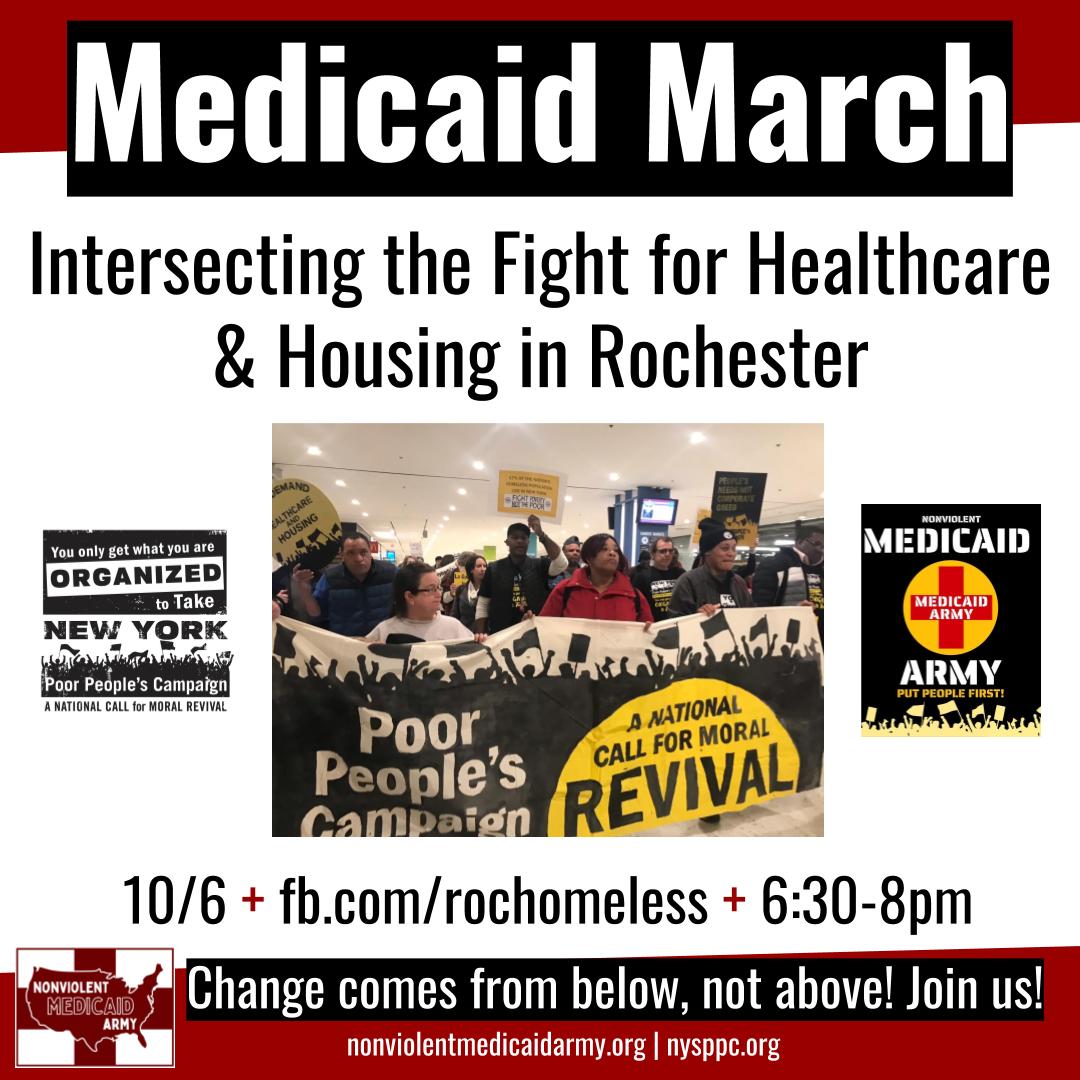 Medicaid March
Intersecting the Fight for Healthcare
& Housing in Rochester
DEMAND
HEALTHCARE
AND
HOUSING
FIGHT POVERTY
NOT THE POOR
PEOPLE'S
NEEDS NOT
CORPORATE
GREED
Poor
People's
Campaign
A NATIONAL
CALL FOR MORAL
REVIVAL
You only get what you are
ORGANIZED
to Take
NEW YORK
Poor People's Campaign
A NATIONAL CALL for MORAL REVIVAL
NONVIOLENT
MEDICAID
MEDICAID
ARMY
ARMY
PUT PEOPLE FIRST!
10/6 + fb.com/rochomeless + 6:30-8pm
NONVIOLENT
MEDICAID
ARMY
Change comes from below, not above! Join us!
nonviolentmedicaidarmy.org | nysppc.org